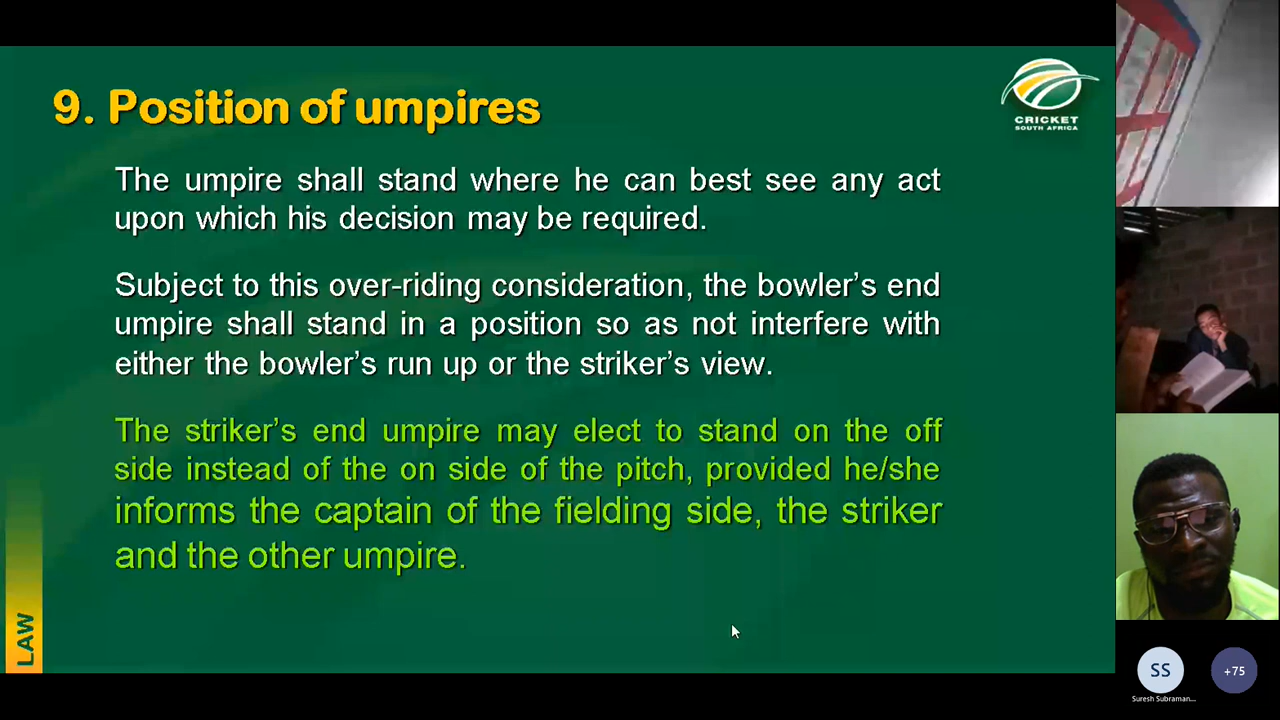 9. Position of umpires
CRICKET
SOUTH AFRICA
The umpire shall stand where he can best see any act
upon which his decision may be required.
Subject to this over-riding consideration, the bowler’s end
umpire shall stand in a position so as not interfere with
either the bowler’s run up or the striker’s view.
The striker’s end umpire may elect to stand on the off
side instead of the on side of the pitch, provided he/she
informs the captain of the fielding side, the striker
and the other umpire.
LAW
SS
+75
Suresh Subraman...